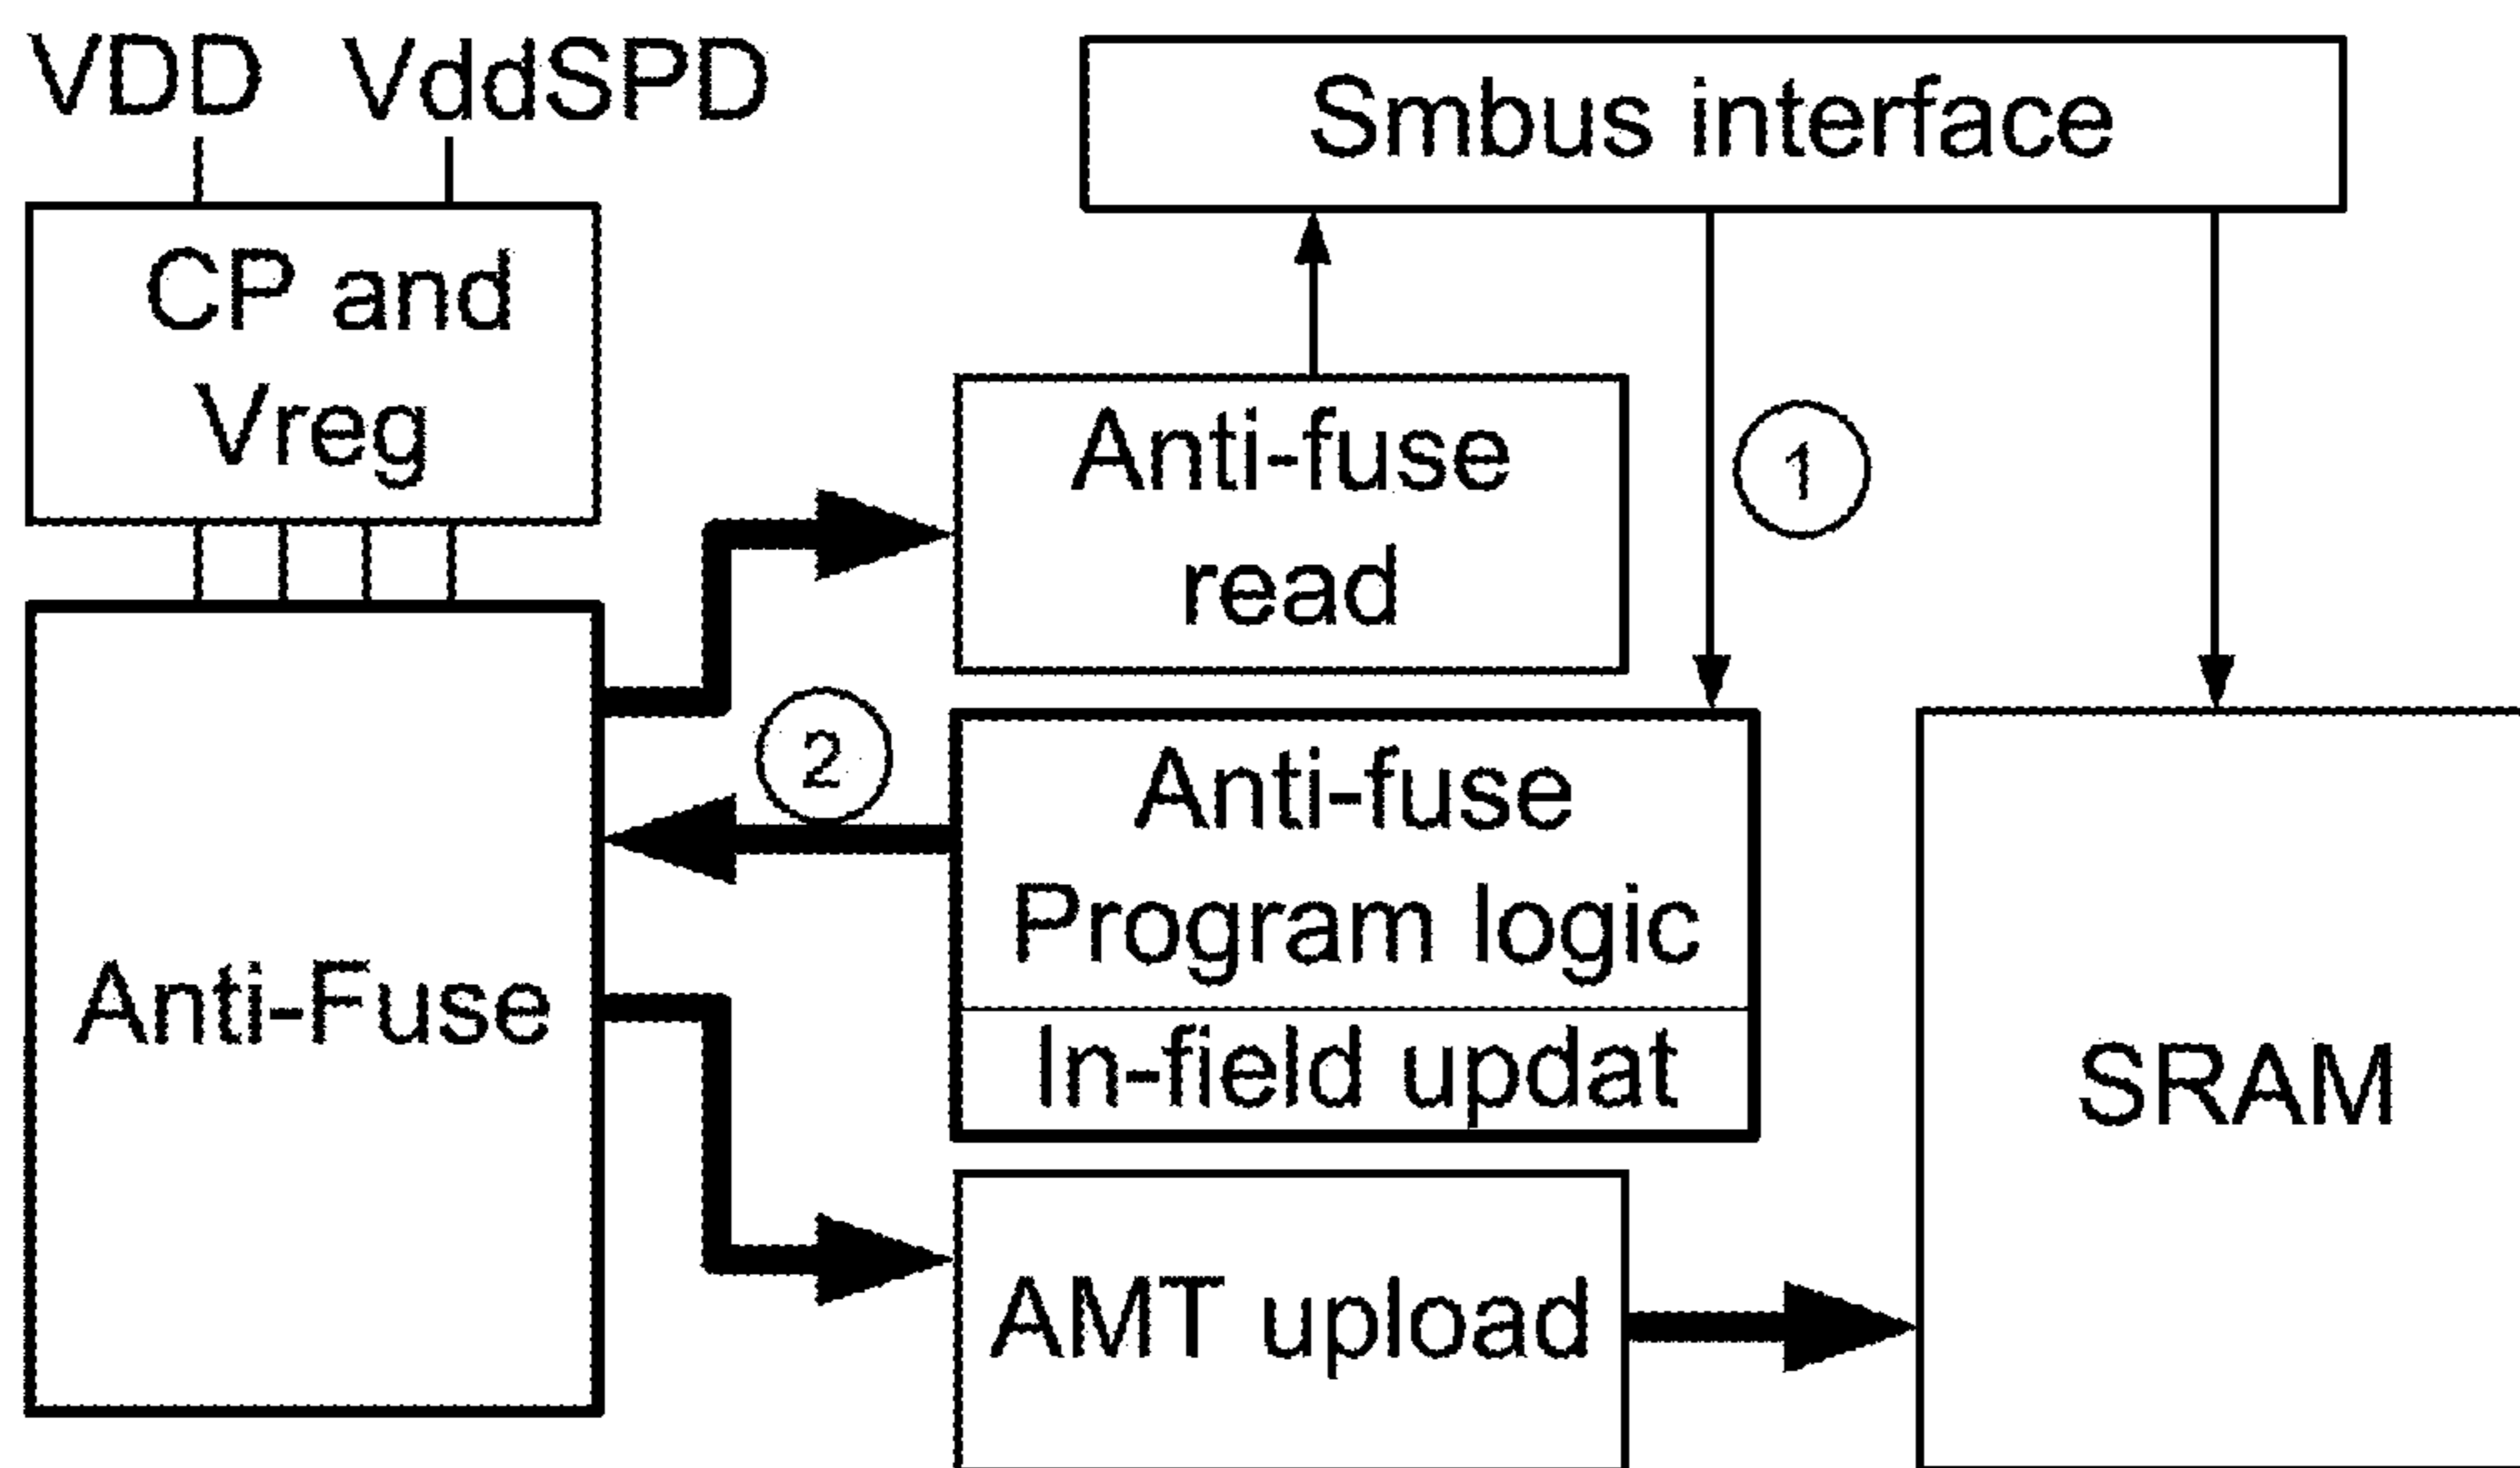 VDD VddSPD
Smbus interface
CP and
Vreg
Anti-fuse
read
1
2
Anti-fuse
Program logic
In-field updat
Anti-Fuse
AMT upload
SRAM